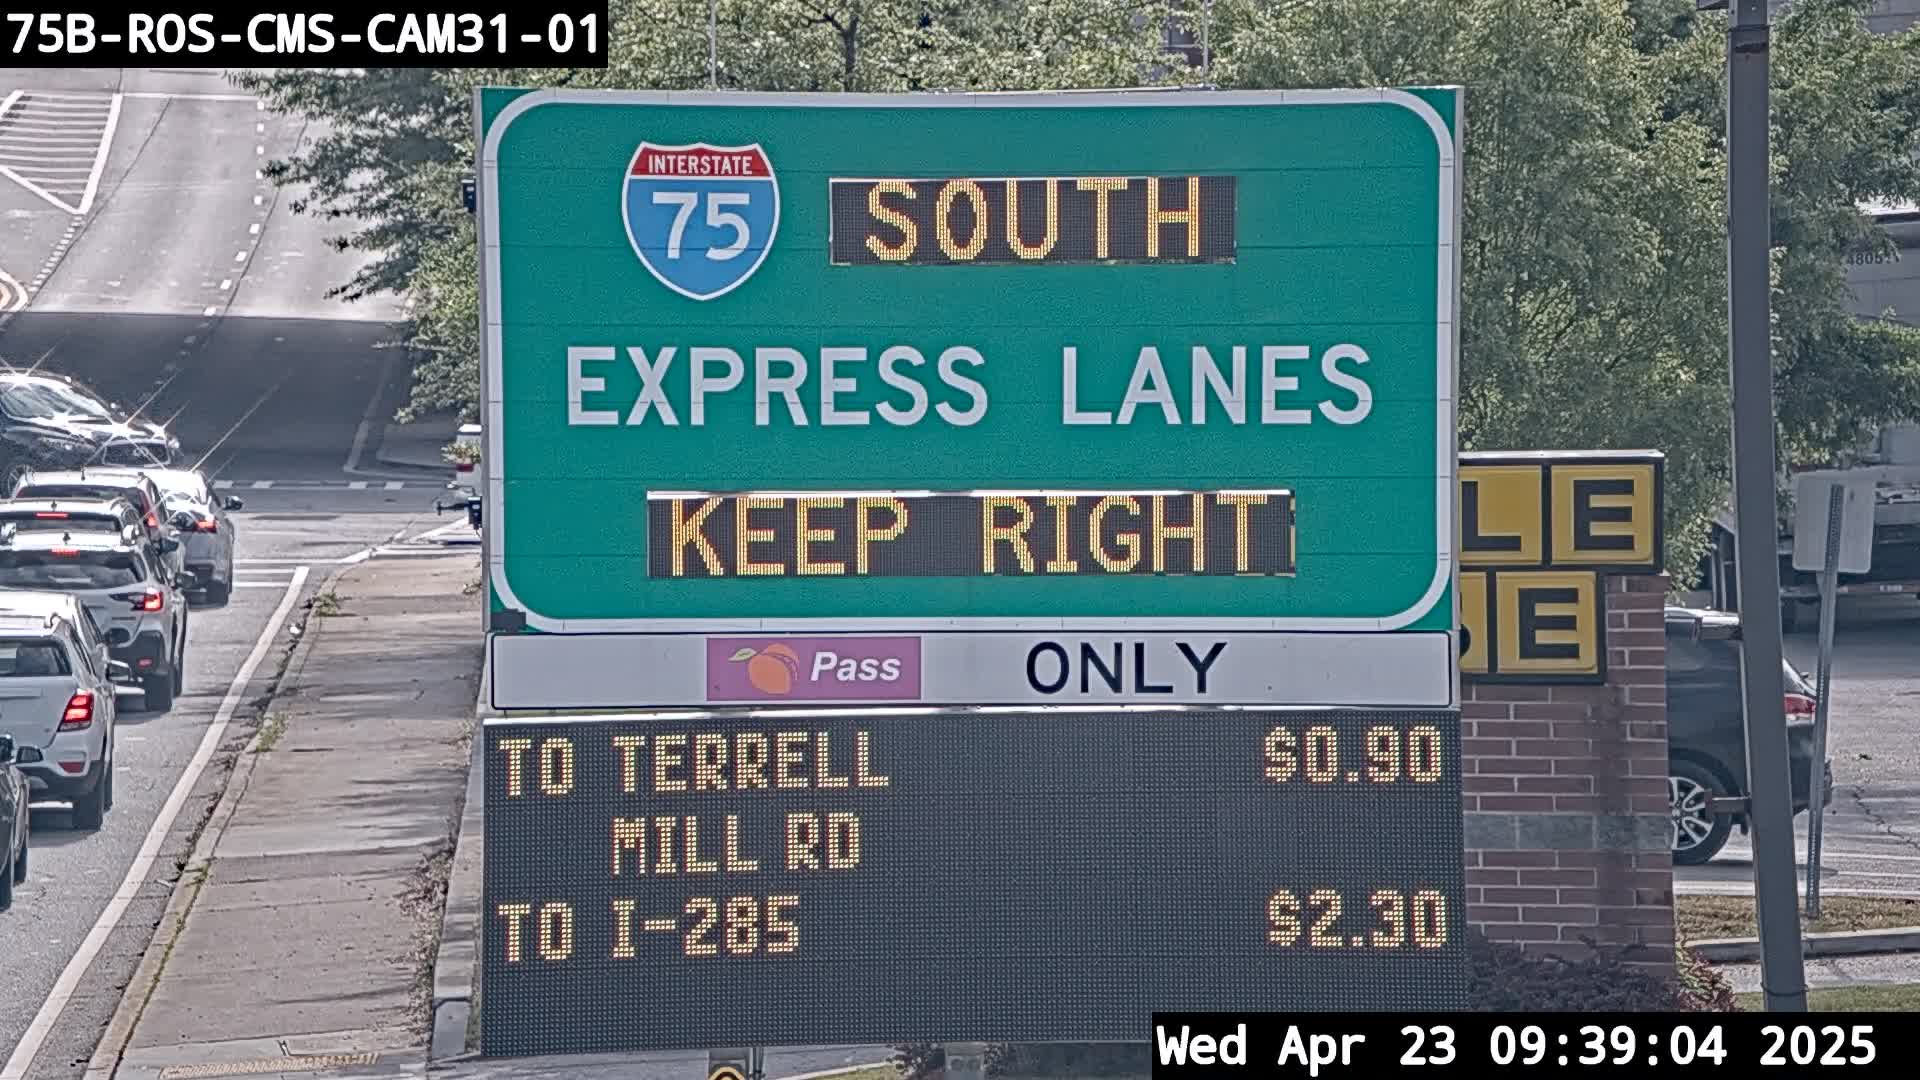 75B-ROS-CMS-CAM31-01
INTERSTATE
75
SOUTH
EXPRESS LANES
KEEP RIGHT
Pass ONLY
TO TERRELL $0.90
MILL RD
TO I-285 $2.30
LE
E
Wed Apr 23 09:39:04 2025